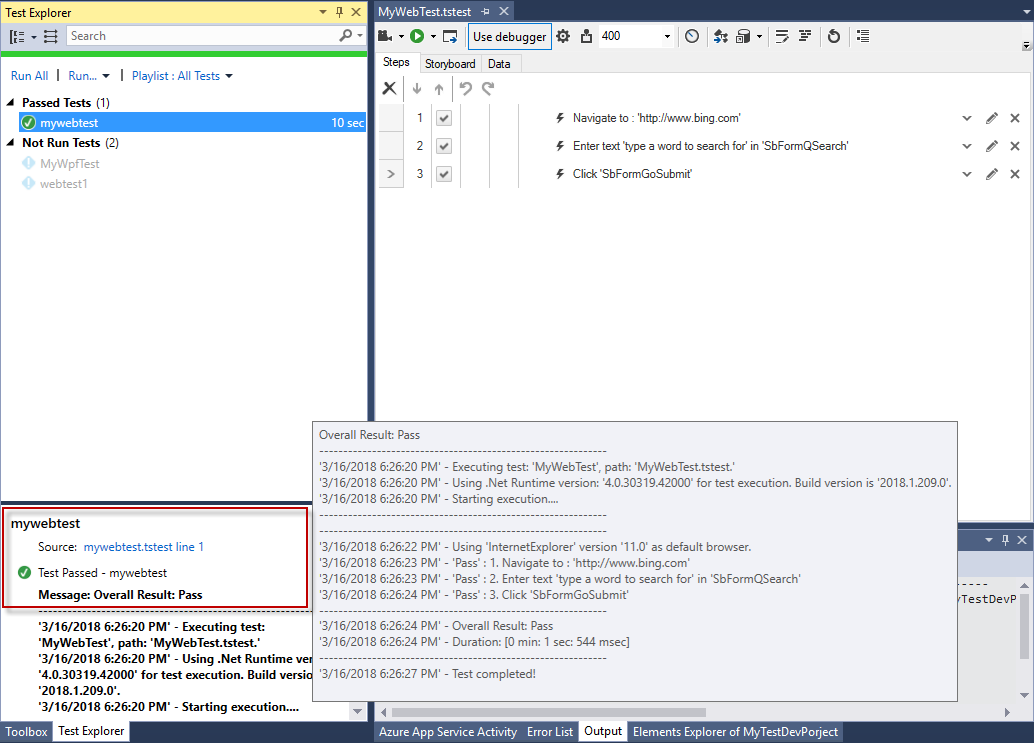 Test Explorer
Search
Run All | Run... | Playlist : All Tests
Passed Tests (1)
mywebtest 10 sec
Not Run Tests (2)
MyWpfTest
webtest1
MyWebTest.tstest
Use debugger
400
Steps Storyboard Data
1 Navigate to : 'http://www.bing.com'
2 Enter text 'type a word to search for' in 'SbFormQSearch'
3 Click 'SbFormGoSubmit'
mywebtest
Source: mywebtest.tstest line 1
Test Passed - mywebtest
Message: Overall Result: Pass
------------------------------------------------------------
'3/16/2018 6:26:20 PM' - Executing test:
'MyWebTest', path: 'MyWebTest.tstest.'
'3/16/2018 6:26:20 PM' - Using .Net Runtime ver
'4.0.30319.42000' for test execution. Build versio
'2018.1.209.0'.
'3/16/2018 6:26:20 PM' - Starting execution....
Overall Result: Pass
------------------------------------------------------------
'3/16/2018 6:26:20 PM' - Executing test: 'MyWebTest', path: 'MyWebTest.tstest.'
'3/16/2018 6:26:20 PM' - Using .Net Runtime version: '4.0.30319.42000' for test execution. Build version is '2018.1.209.0'.
'3/16/2018 6:26:20 PM' - Starting execution....
------------------------------------------------------------
------------------------------------------------------------
'3/16/2018 6:26:22 PM' - Using 'InternetExplorer' version '11.0' as default browser.
'3/16/2018 6:26:23 PM' - 'Pass' : 1. Navigate to : 'http://www.bing.com'
'3/16/2018 6:26:23 PM' - 'Pass' : 2. Enter text 'type a word to search for' in 'SbFormQSearch'
'3/16/2018 6:26:24 PM' - 'Pass' : 3. Click 'SbFormGoSubmit'
------------------------------------------------------------
'3/16/2018 6:26:24 PM' - Overall Result: Pass
'3/16/2018 6:26:24 PM' - Duration: [0 min: 1 sec: 544 msec]
------------------------------------------------------------
'3/16/2018 6:26:27 PM' - Test completed!
-----
yTestDevP
Toolbox Test Explorer
Azure App Service Activity Error List Output Elements Explorer of MyTestDevPorject